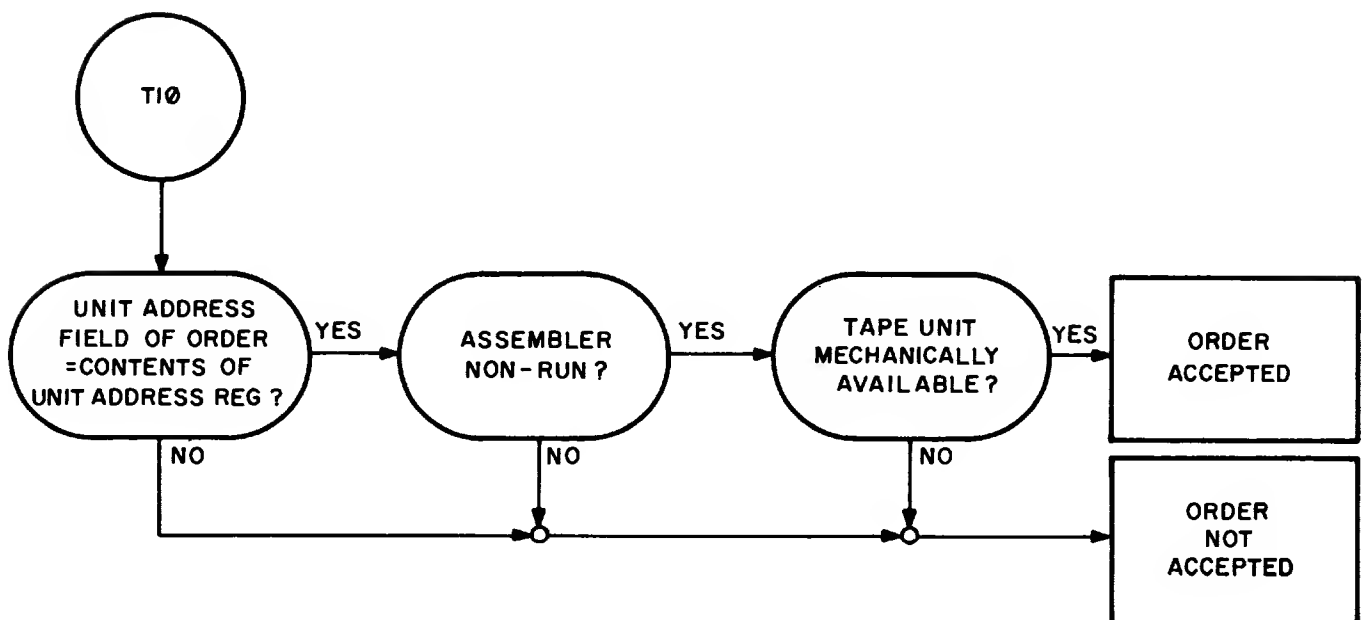 TIØ
UNIT ADDRESS
FIELD OF ORDER
=CONTENTS OF
UNIT ADDRESS REG ?
YES
NO
ASSEMBLER
NON-RUN ?
YES
NO
TAPE UNIT
MECHANICALLY
AVAILABLE ?
YES
NO
ORDER
ACCEPTED
ORDER
NOT
ACCEPTED